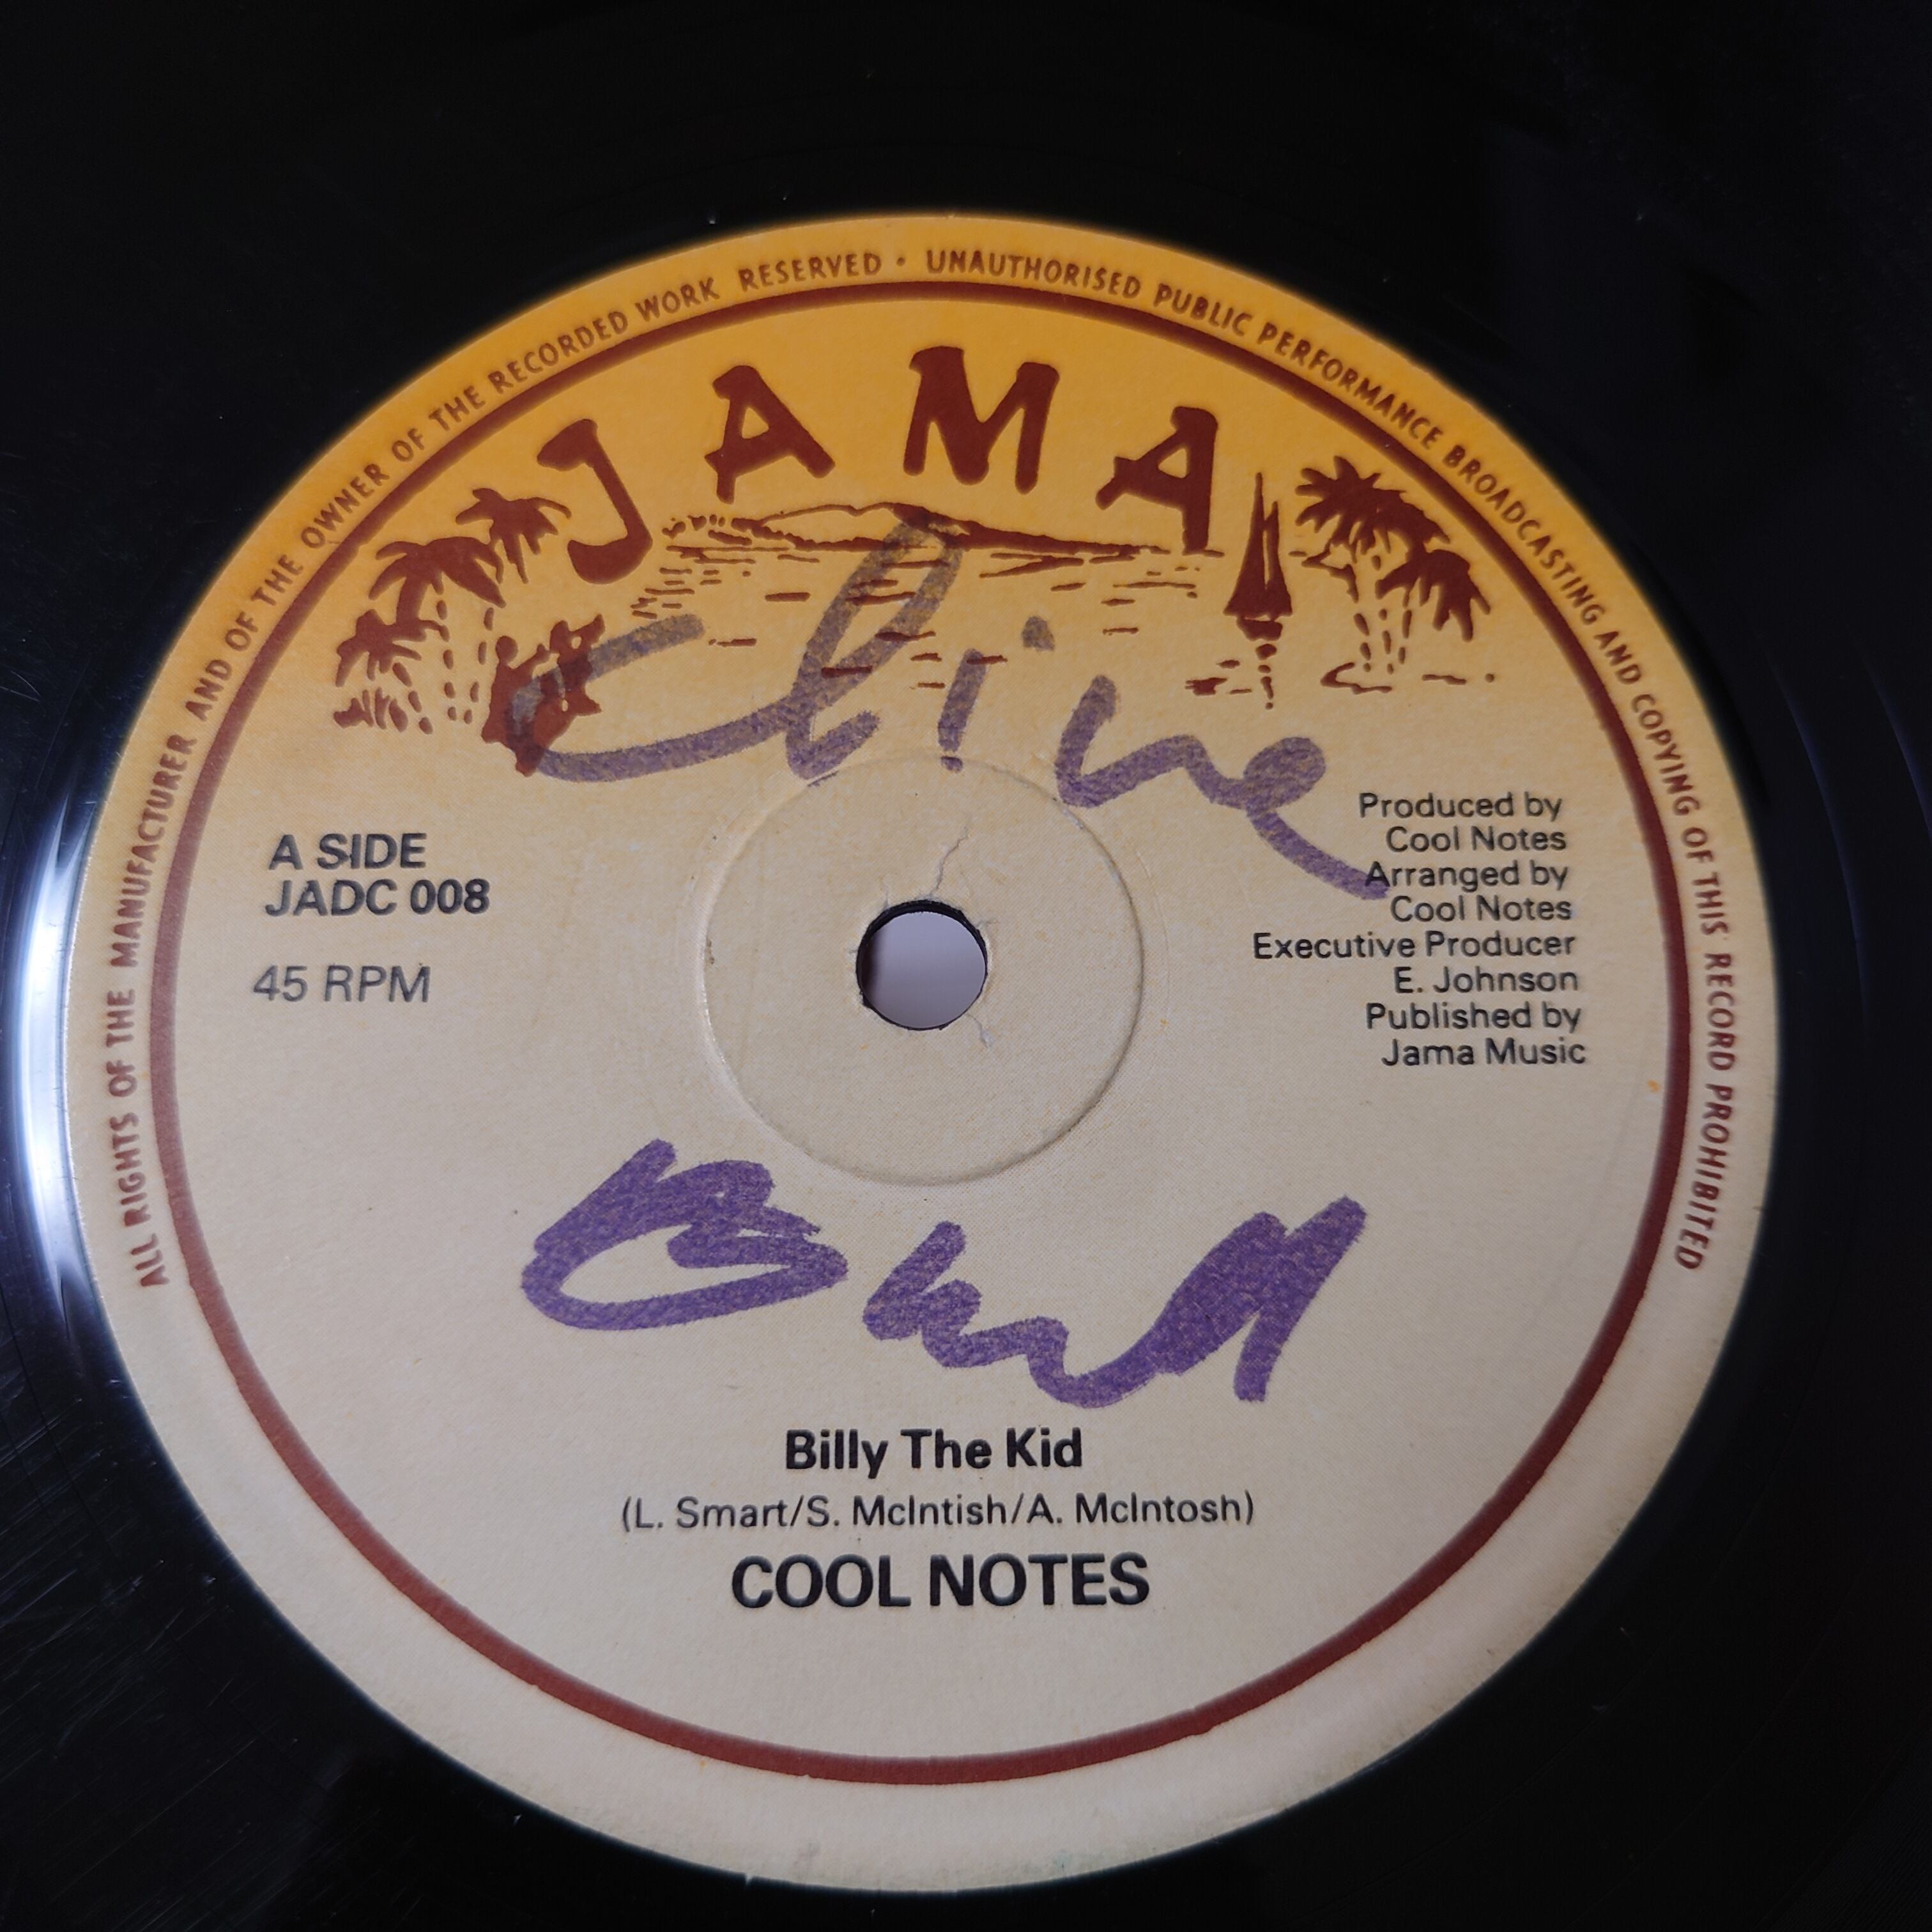 ALL RIGHTS OF THE MANUFACTURER AND OF THE OWNER OF THE RECORDED WORK RESERVED • UNAUTHORISED PUBLIC PERFORMANCE BROADCASTING AND COPYING OF THIS RECORD PROHIBITED
JAMA
Clive
A SIDE
JADC 008
45 RPM
Produced by
Cool Notes
Arranged by
Cool Notes
Executive Producer
E. Johnson
Published by
Jama Music
Billy The Kid
(L. Smart/S. McIntish/A. McIntosh)
COOL NOTES